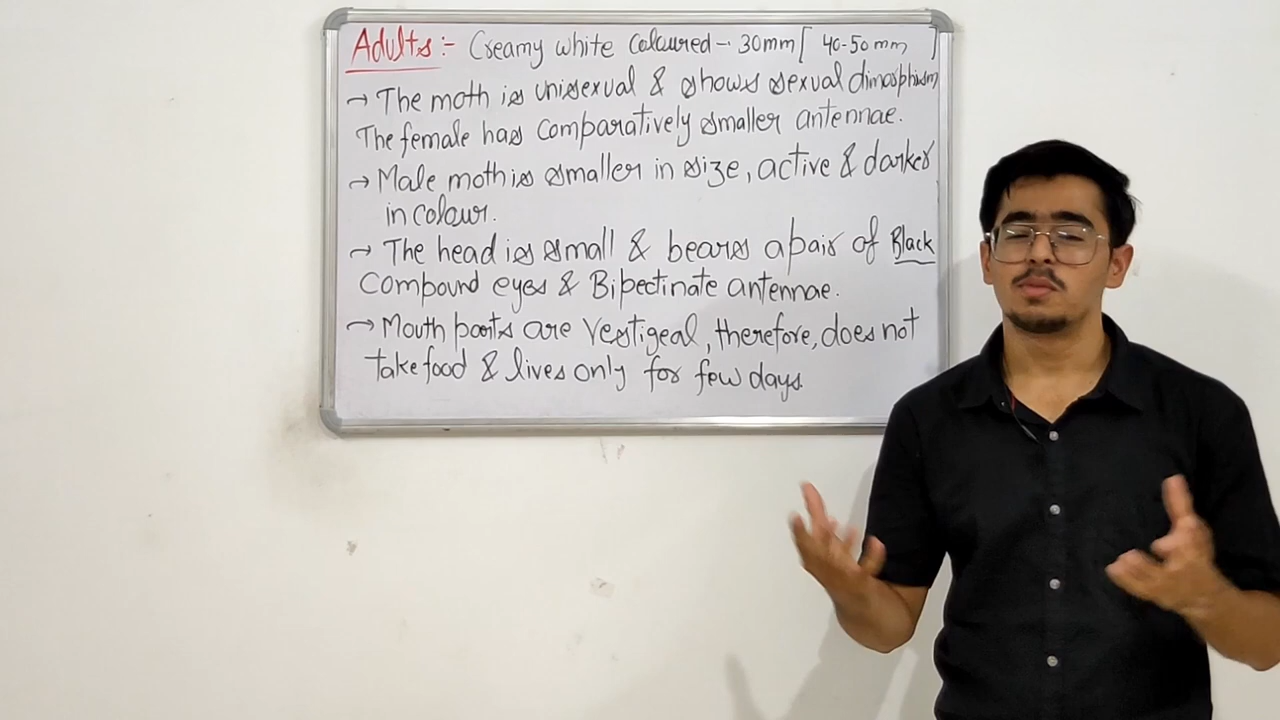 Adults :- Creamy white coloured - 30mm [ 40-50 mm ]
→ The moth is unisexual & shows sexual dimorphism
The female has comparatively smaller antennae.
→ Male moth is smaller in size, active & darker
in colour.
→ The head is small & bears a pair of Black
compound eyes & Bipectinate antennae.
→ Mouth parts are Vestigeal, therefore, does not
take food & lives only for few days.